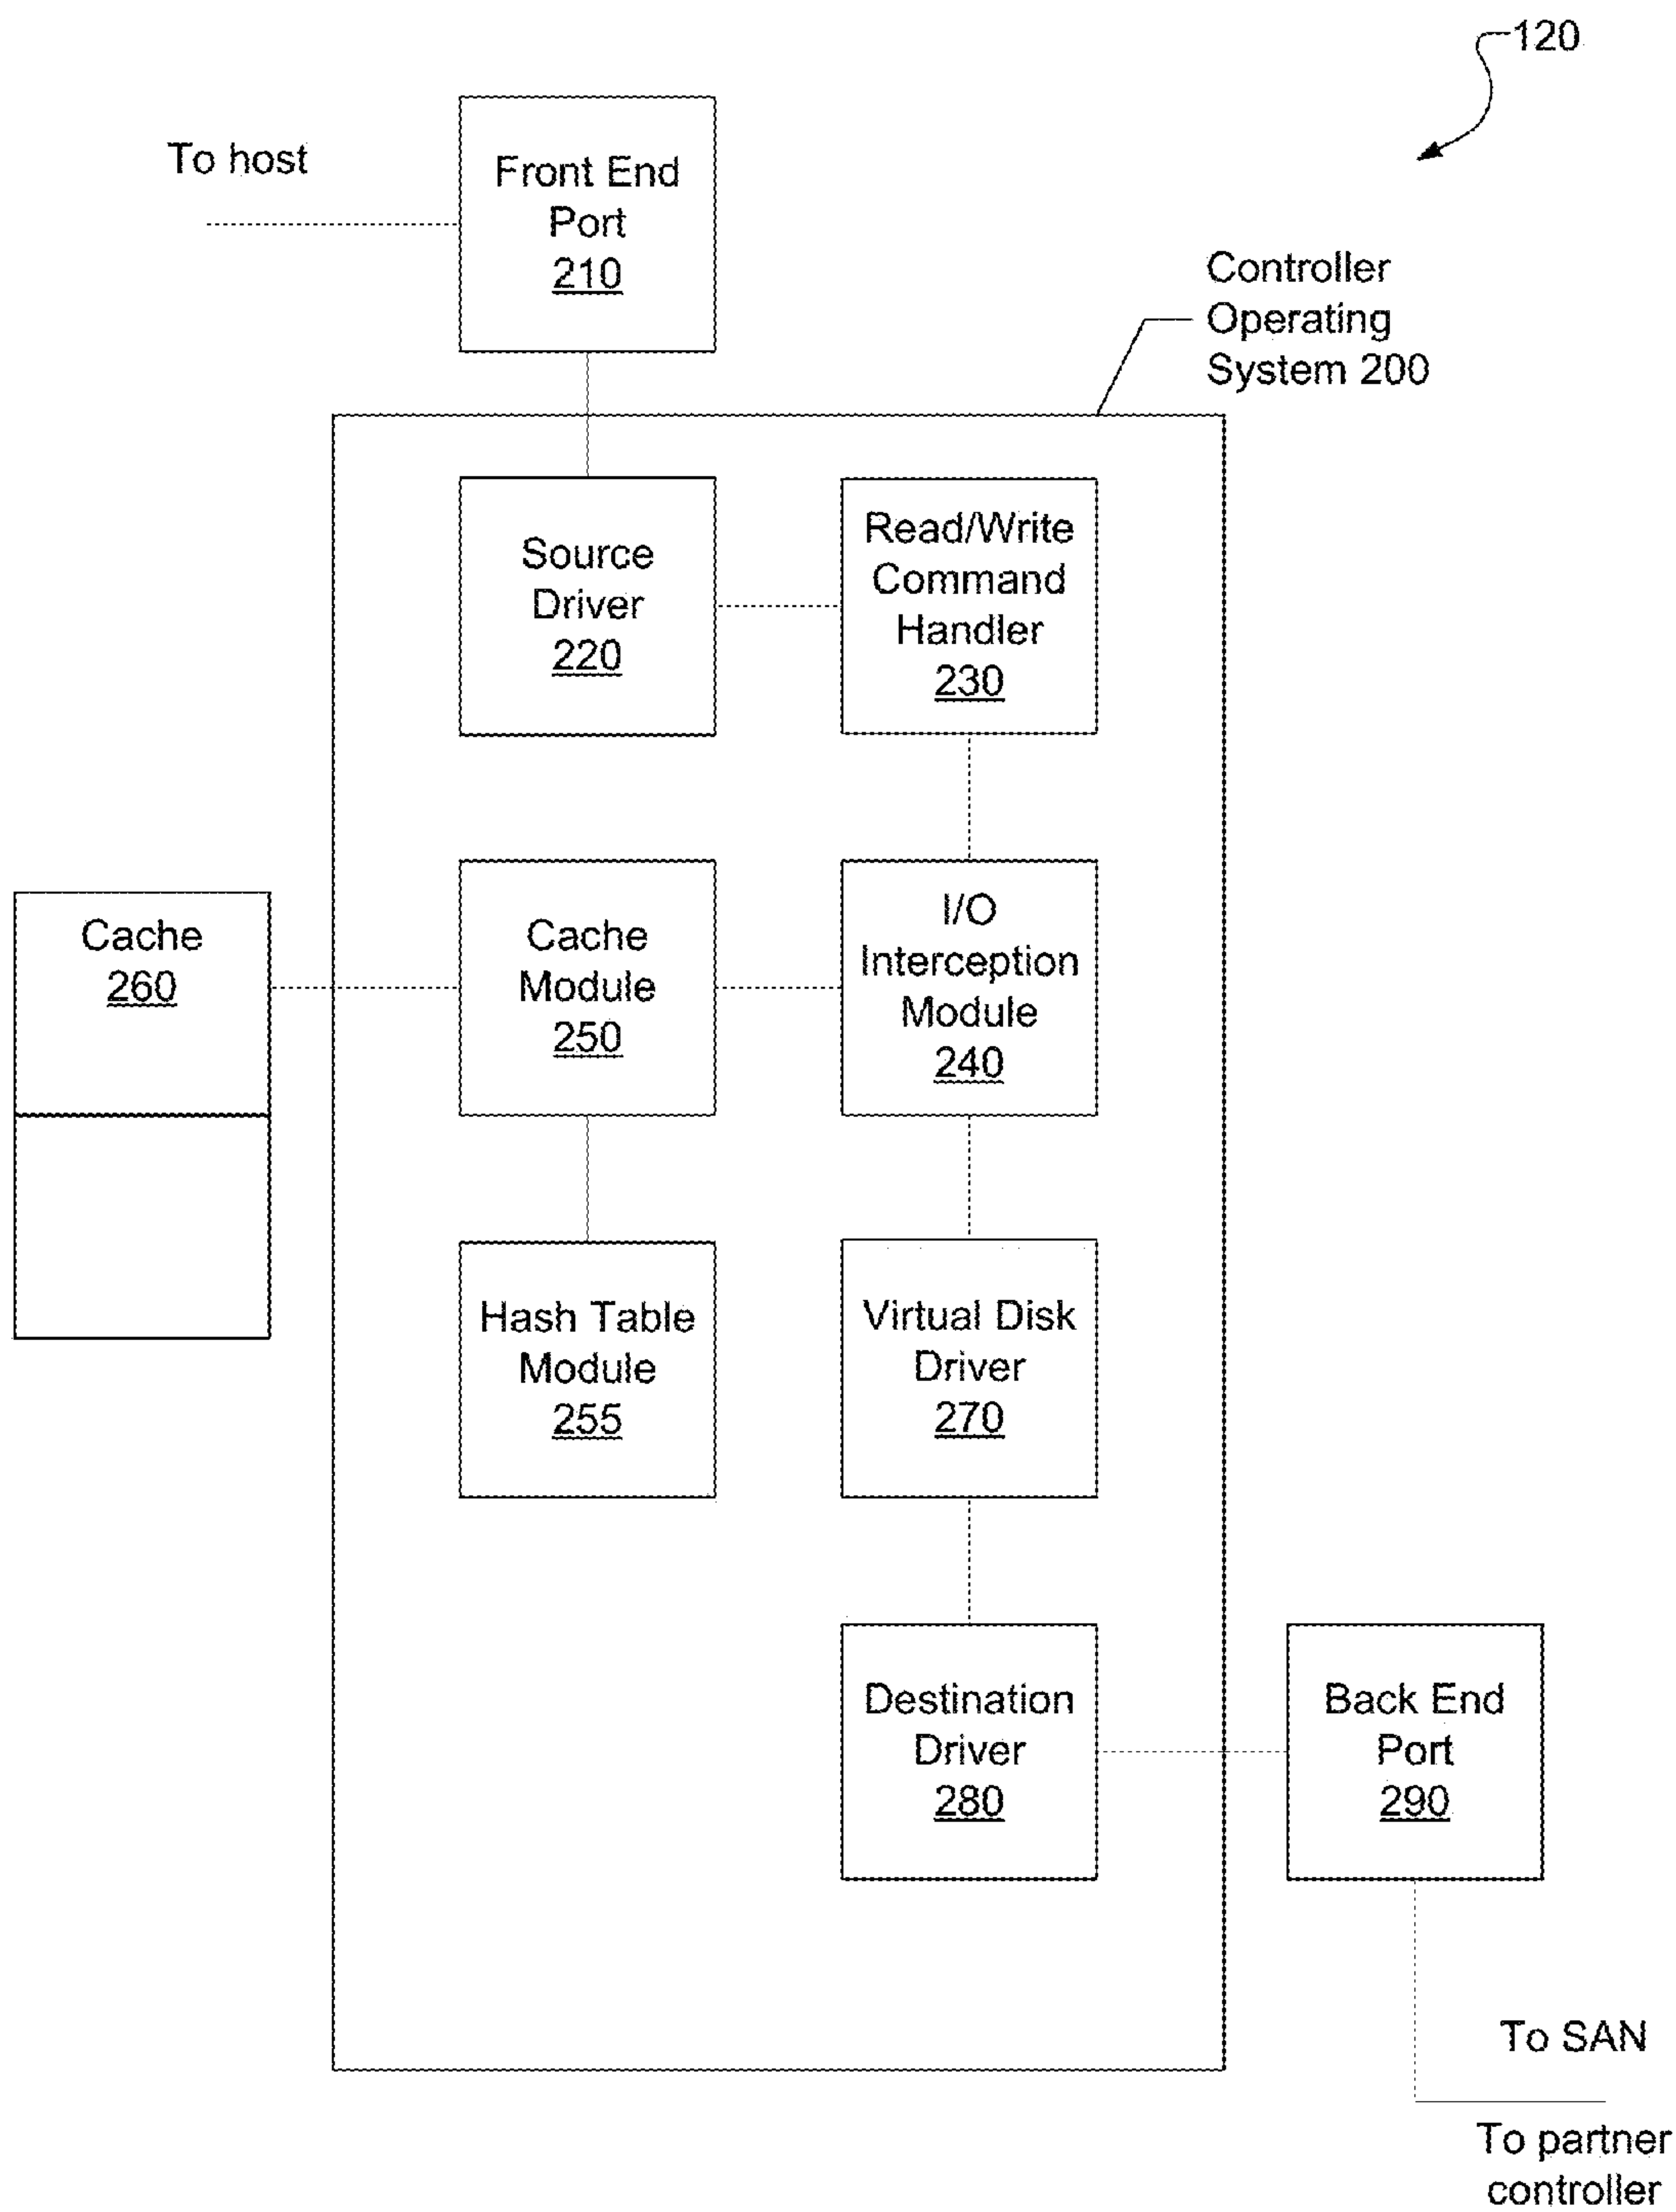 120
To host
Front End
Port
210
Controller
Operating
System 200
Source
Driver
220
Read/Write
Command
Handler
230
Cache
260
Cache
Module
250
I/O
Interception
Module
240
Hash Table
Module
255
Virtual Disk
Driver
270
Destination
Driver
280
Back End
Port
290
To SAN
To partner
controller